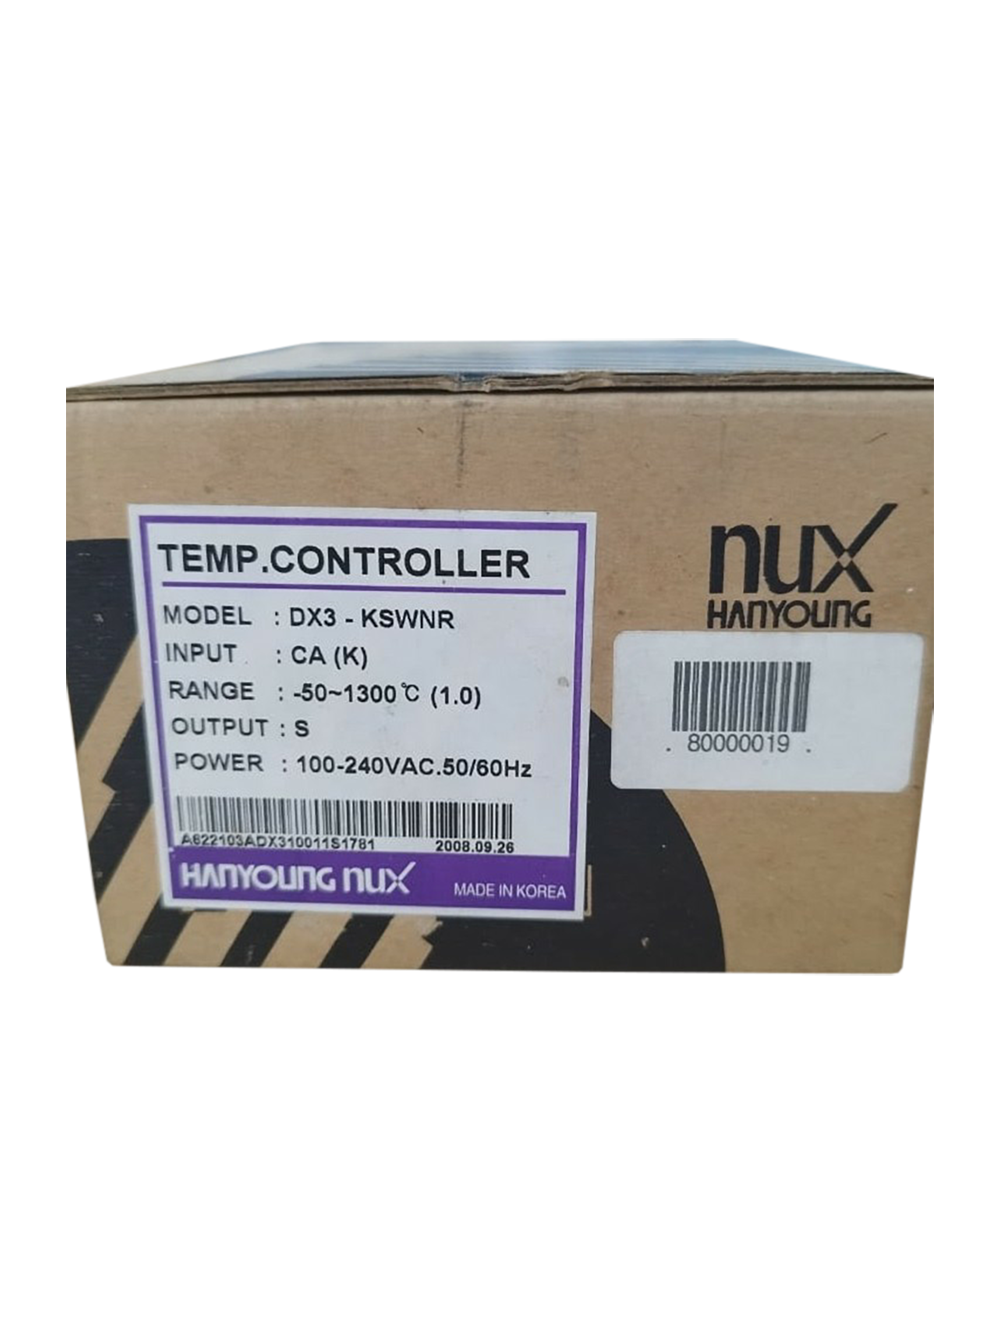 TEMP.CONTROLLER
MODEL : DX3 - KSWNR
INPUT : CA (K)
RANGE : -50~1300℃ (1.0)
OUTPUT : S
POWER : 100-240VAC.50/60Hz
A622103ADX310011S1781 2008.09.26
HANYOUNG nux MADE IN KOREA
nux
HANYOUNG
. 80000019 .